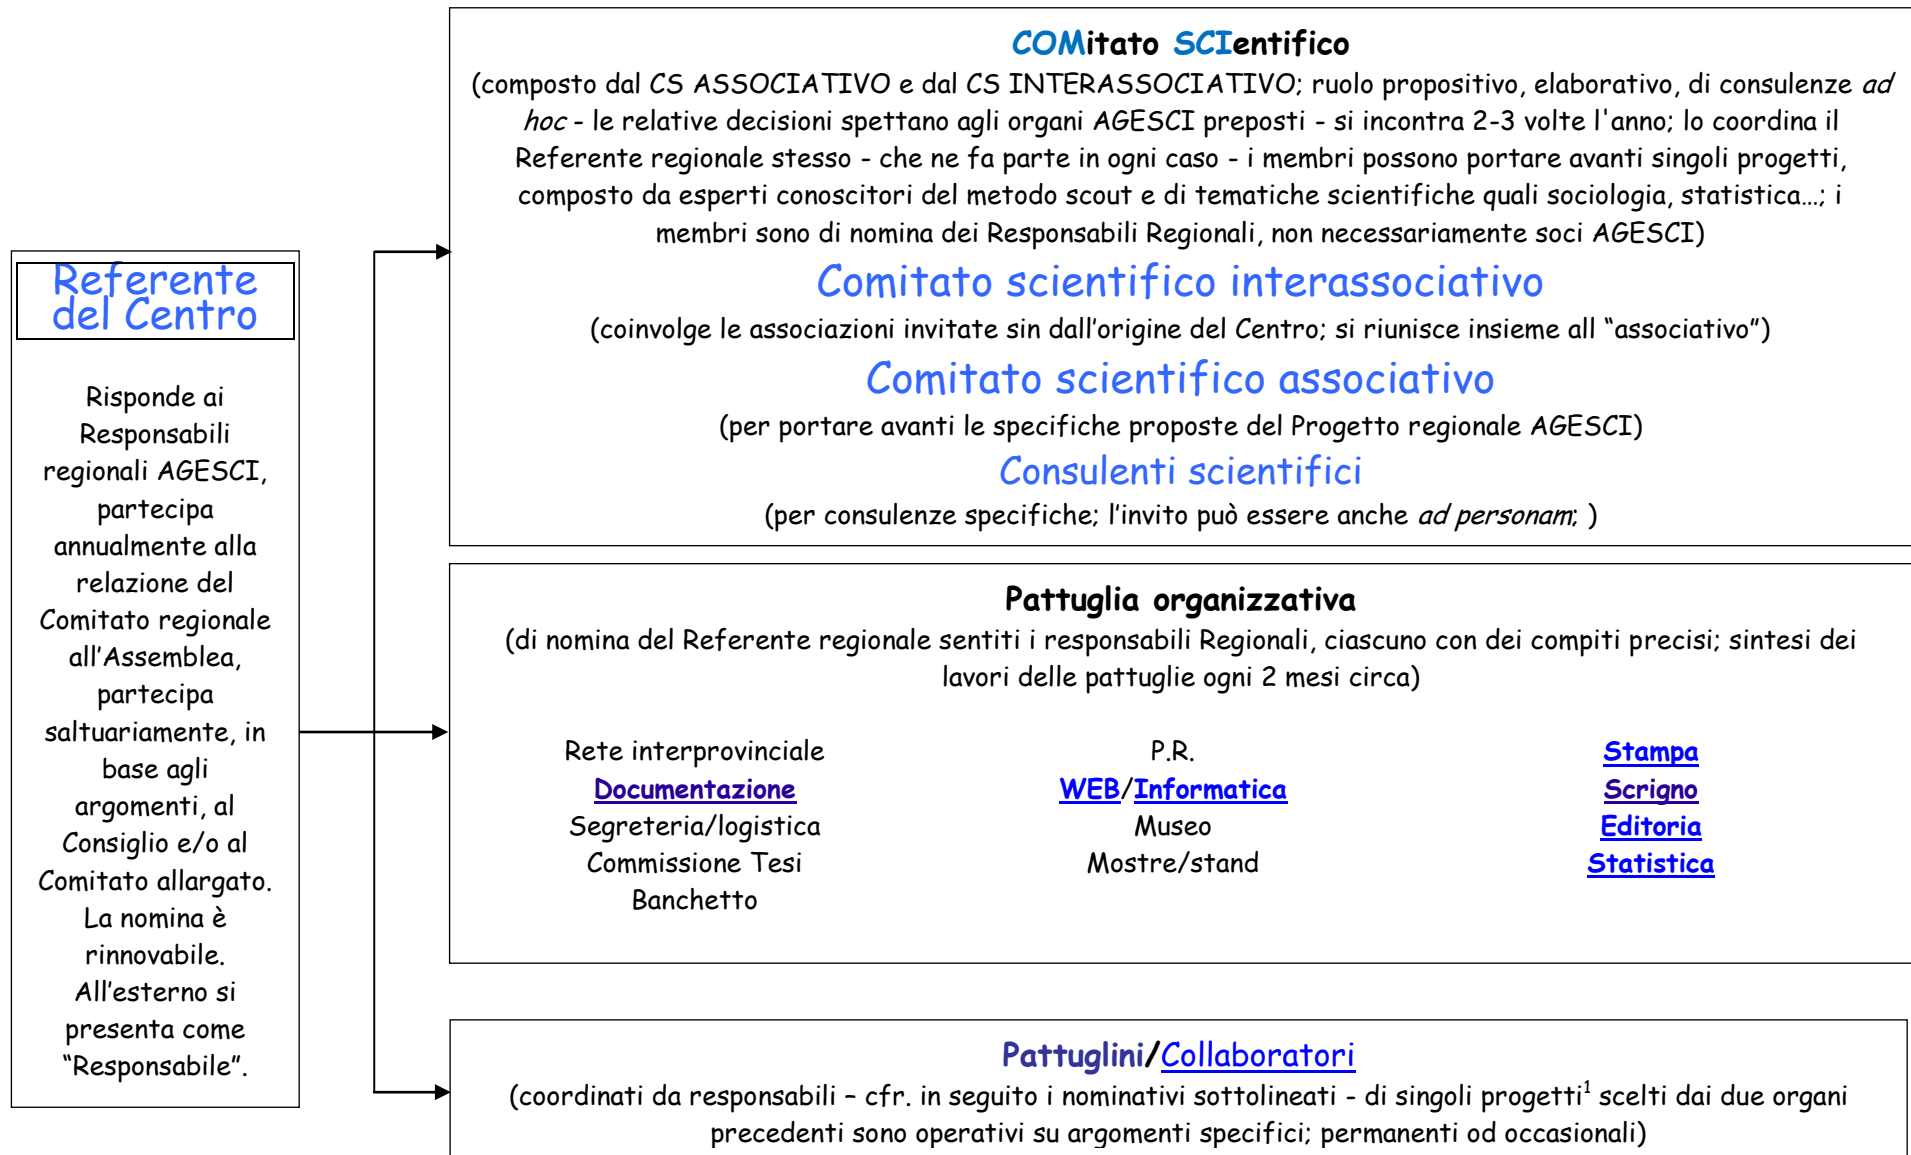 COMitato SCIentifico
(composto dal CS ASSOCIATIVO e dal CS INTERASSOCIATIVO; ruolo propositivo, elaborativo, di consulenze ad
hoc - le relative decisioni spettano agli organi AGESCI preposti - si incontra 2-3 volte l'anno; lo coordina il
Referente regionale stesso - che ne fa parte in ogni caso - i membri possono portare avanti singoli progetti,
composto da esperti conoscitori del metodo scout e di tematiche scientifiche quali sociologia, statistica…; i
membri sono di nomina dei Responsabili Regionali, non necessariamente soci AGESCI)
Comitato scientifico interassociativo
(coinvolge le associazioni invitate sin dall'origine del Centro; si riunisce insieme all "associativo")
Comitato scientifico associativo
(per portare avanti le specifiche proposte del Progetto regionale AGESCI)
Consulenti scientifici
(per consulenze specifiche; l'invito può essere anche ad personam; )
Referente
del Centro
Risponde ai
Responsabili
regionali AGESCI,
partecipa
annualmente alla
relazione del
Comitato regionale
all'Assemblea,
partecipa
saltuariamente, in
base agli
argomenti, al
Consiglio e/o al
Comitato allargato.
La nomina è
rinnovabile.
All'esterno si
presenta come
"Responsabile".
Pattuglia organizzativa
(di nomina del Referente regionale sentiti i responsabili Regionali, ciascuno con dei compiti precisi; sintesi dei
lavori delle pattuglie ogni 2 mesi circa)
Rete interprovinciale
Documentazione
Segreteria/logistica
Commissione Tesi
Banchetto
P.R.
WEB/Informatica
Museo
Mostre/stand
Stampa
Scrigno
Editoria
Statistica
Pattuglini/Collaboratori
(coordinati da responsabili – cfr. in seguito i nominativi sottolineati - di singoli progetti¹ scelti dai due organi
precedenti sono operativi su argomenti specifici; permanenti od occasionali)